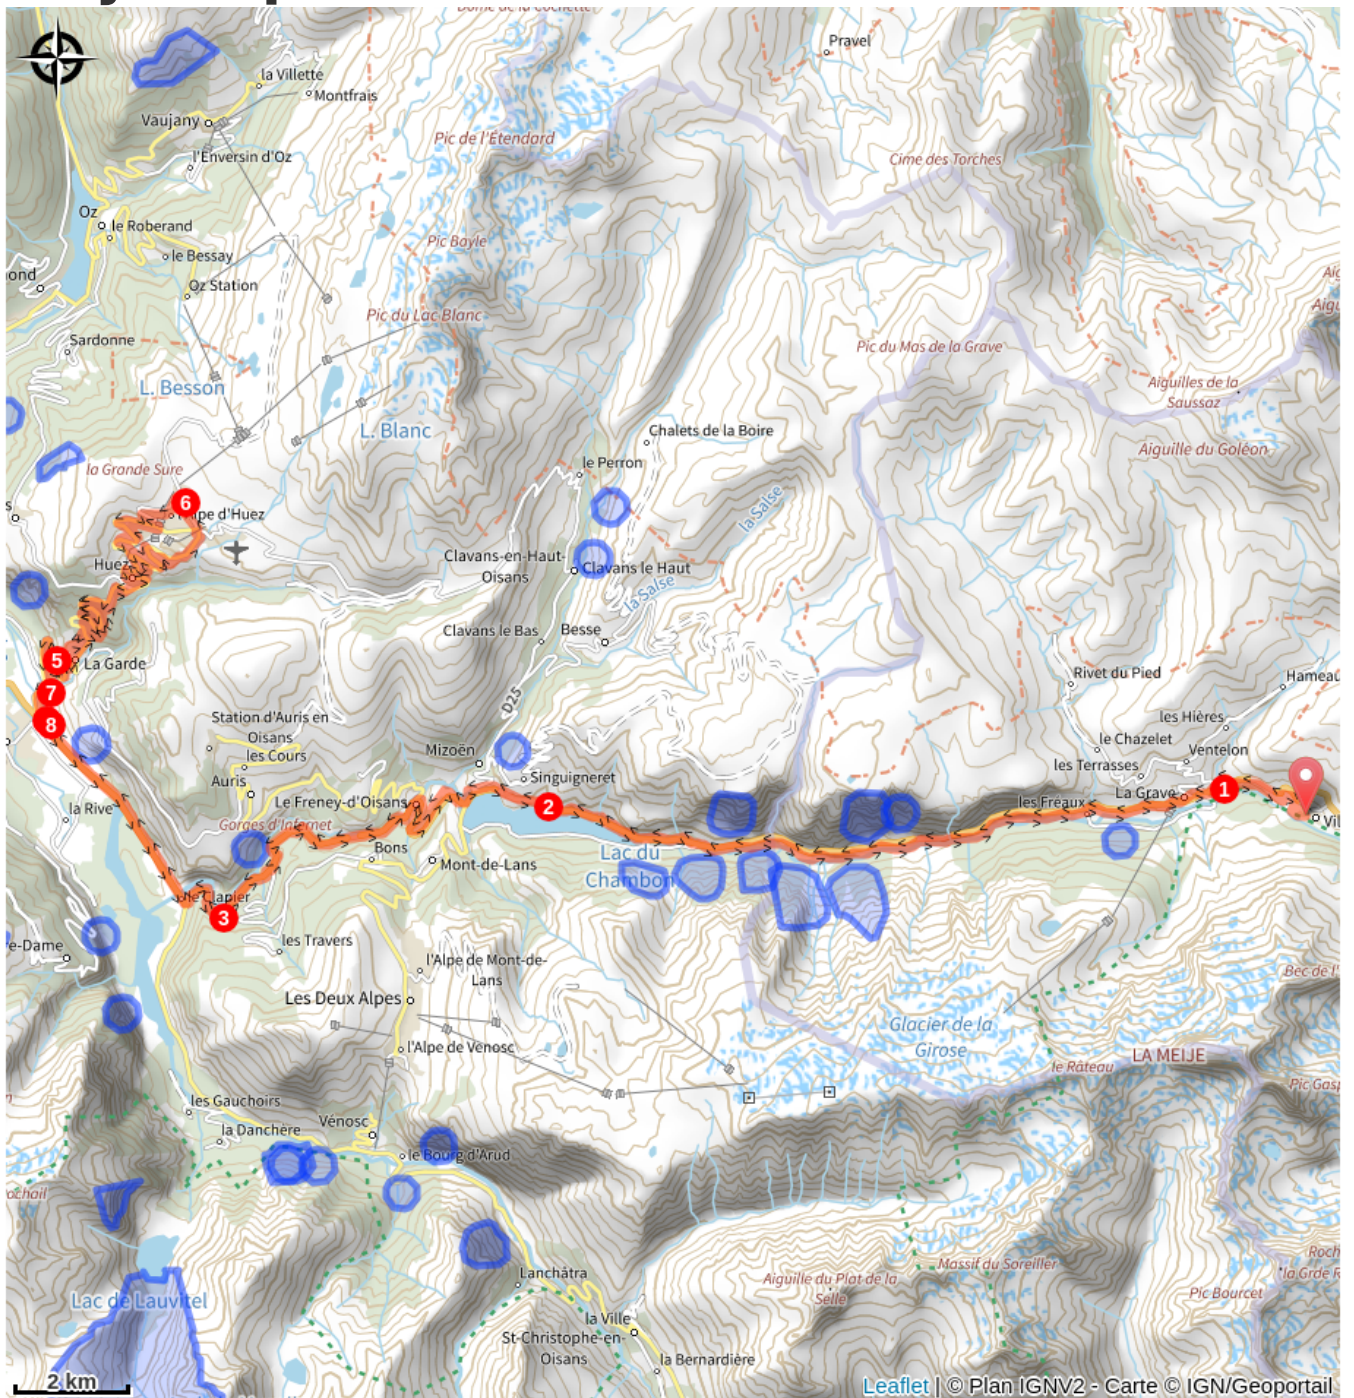 Pravel
la Villette
Montfrais
Vaujany
Pic de l'Étendard
l'Enversin d'Oz
Cime des Torches
Oz
le Roberand
Pic Bayle
le Bessay
Oz Station
Pic du Lac Blanc
Sardonne
Pic du Mas de la Grave
L. Besson
Aiguilles de la
Saussaz
L. Blanc
Chalets de la Boire
Aiguille du Goléon
la Grande Sure
le Perron
6
la Salse
Huez
Clavans-en-Haut-
Oisans
Clavans le Haut
la Salse
Clavans le Bas
Besse
5
La Garde
Rivet du Pied
7
D25
Station d'Auris en
Oisans
les Hières
8
les Cours
Mizoën
le Chazelet
Ventelon
Auris
Singuigneret
les Terrasses
la Rive
Le Freney-d'Oisans
2
les Fréaux
La Grave
1
Gorges d'Infernet
Bons
Lac du
Chambon
Mont-de-Lans
3
les Travers
l'Alpe de Mont-de-
Lans
Les Deux Alpes
Glacier de la
Girose
l'Alpe de Venosc
LA MEIJE
le Râteau
les Gauchoirs
Vénosc
la Danchère
le Bourg d'Arud
Massif du Soreiller
Lanchâtra
Aiguille du Plat de la
Selle
Pic Bourcet
Lac de Lauvitel
la Ville
St-Christophe-en-
Oisans
la Bernardière
2 km
Leaflet | © Plan IGNV2 - Carte © IGN/Geoportail